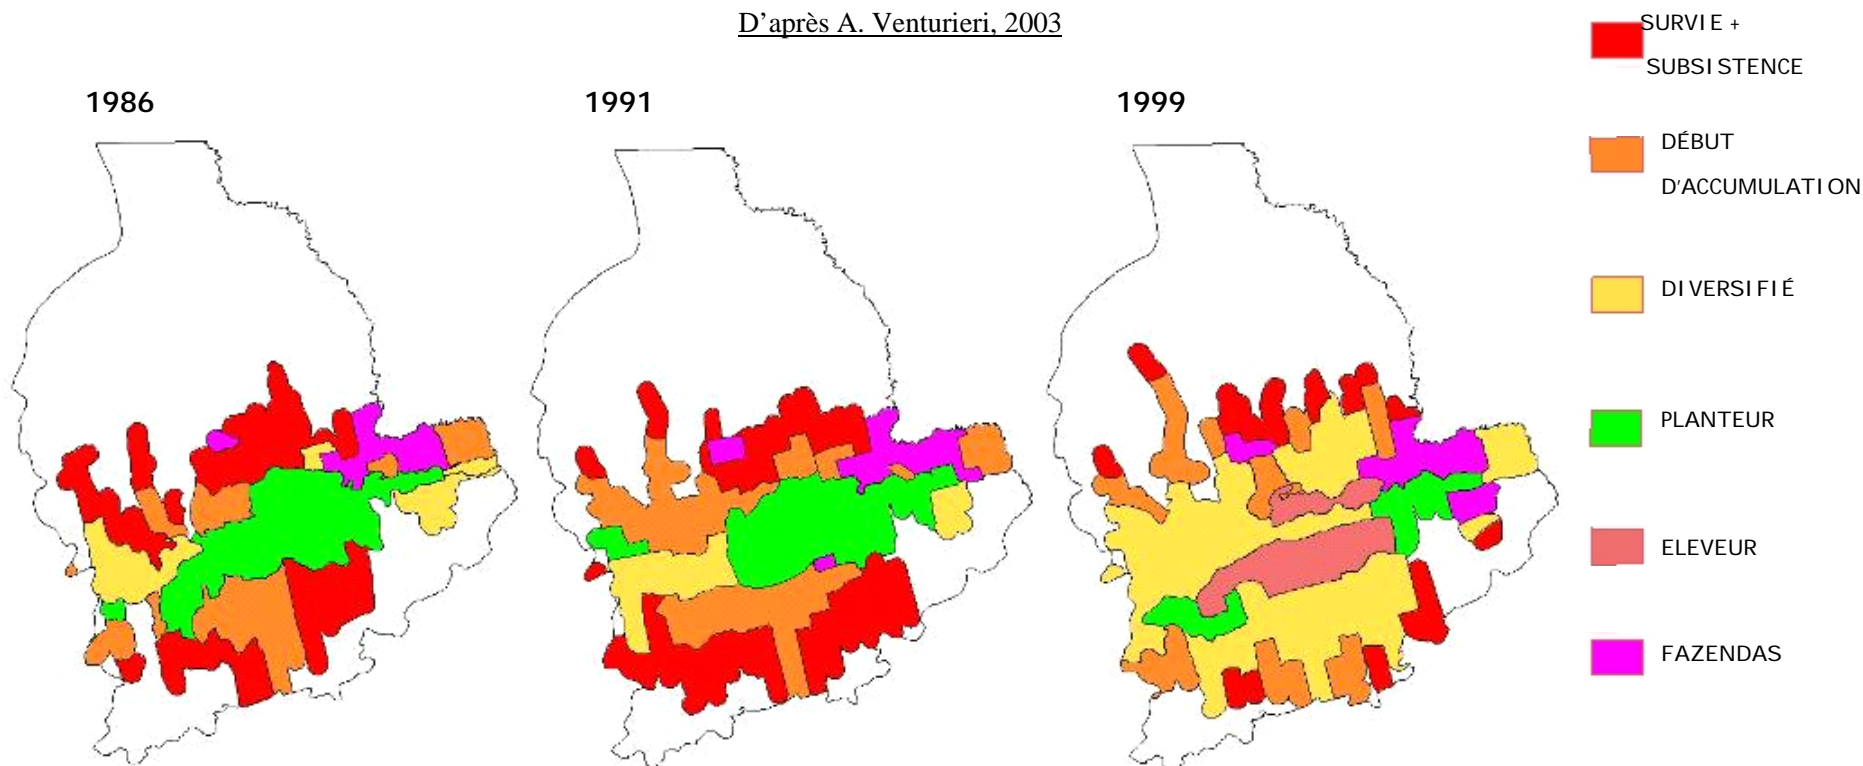 D’après A. Venturieri, 2003
1986
1991
1999
SURVIE +
SUBSISTENCE
DÉBUT
D’ACCUMULATION
DIVERSIFIÉ
PLANTEUR
ELEVEUR
FAZENDAS